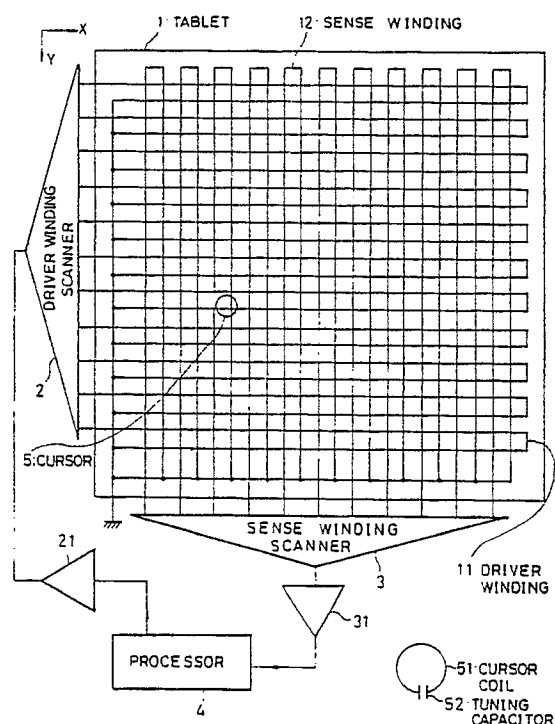 1: TABLET
12: SENSE WINDING
X
Y
DRIVER WINDING
SCANNER
2
5: CURSOR
SENSE WINDING
SCANNER
3
11 DRIVER
WINDING
21
31
PROCESSOR
4
51: CURSOR
COIL
52: TUNING
CAPACITOR